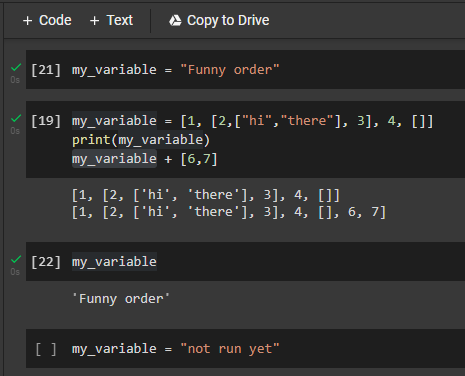 + Code + Text Copy to Drive
[21] my_variable = "Funny order"
0s
[19] my_variable = [1, [2,["hi","there"], 3], 4, []]
0s
print(my_variable)
my_variable + [6,7]
[1, [2, ['hi', 'there'], 3], 4, []]
[1, [2, ['hi', 'there'], 3], 4, [], 6, 7]
[22] my_variable
0s
'Funny order'
[ ] my_variable = "not run yet"